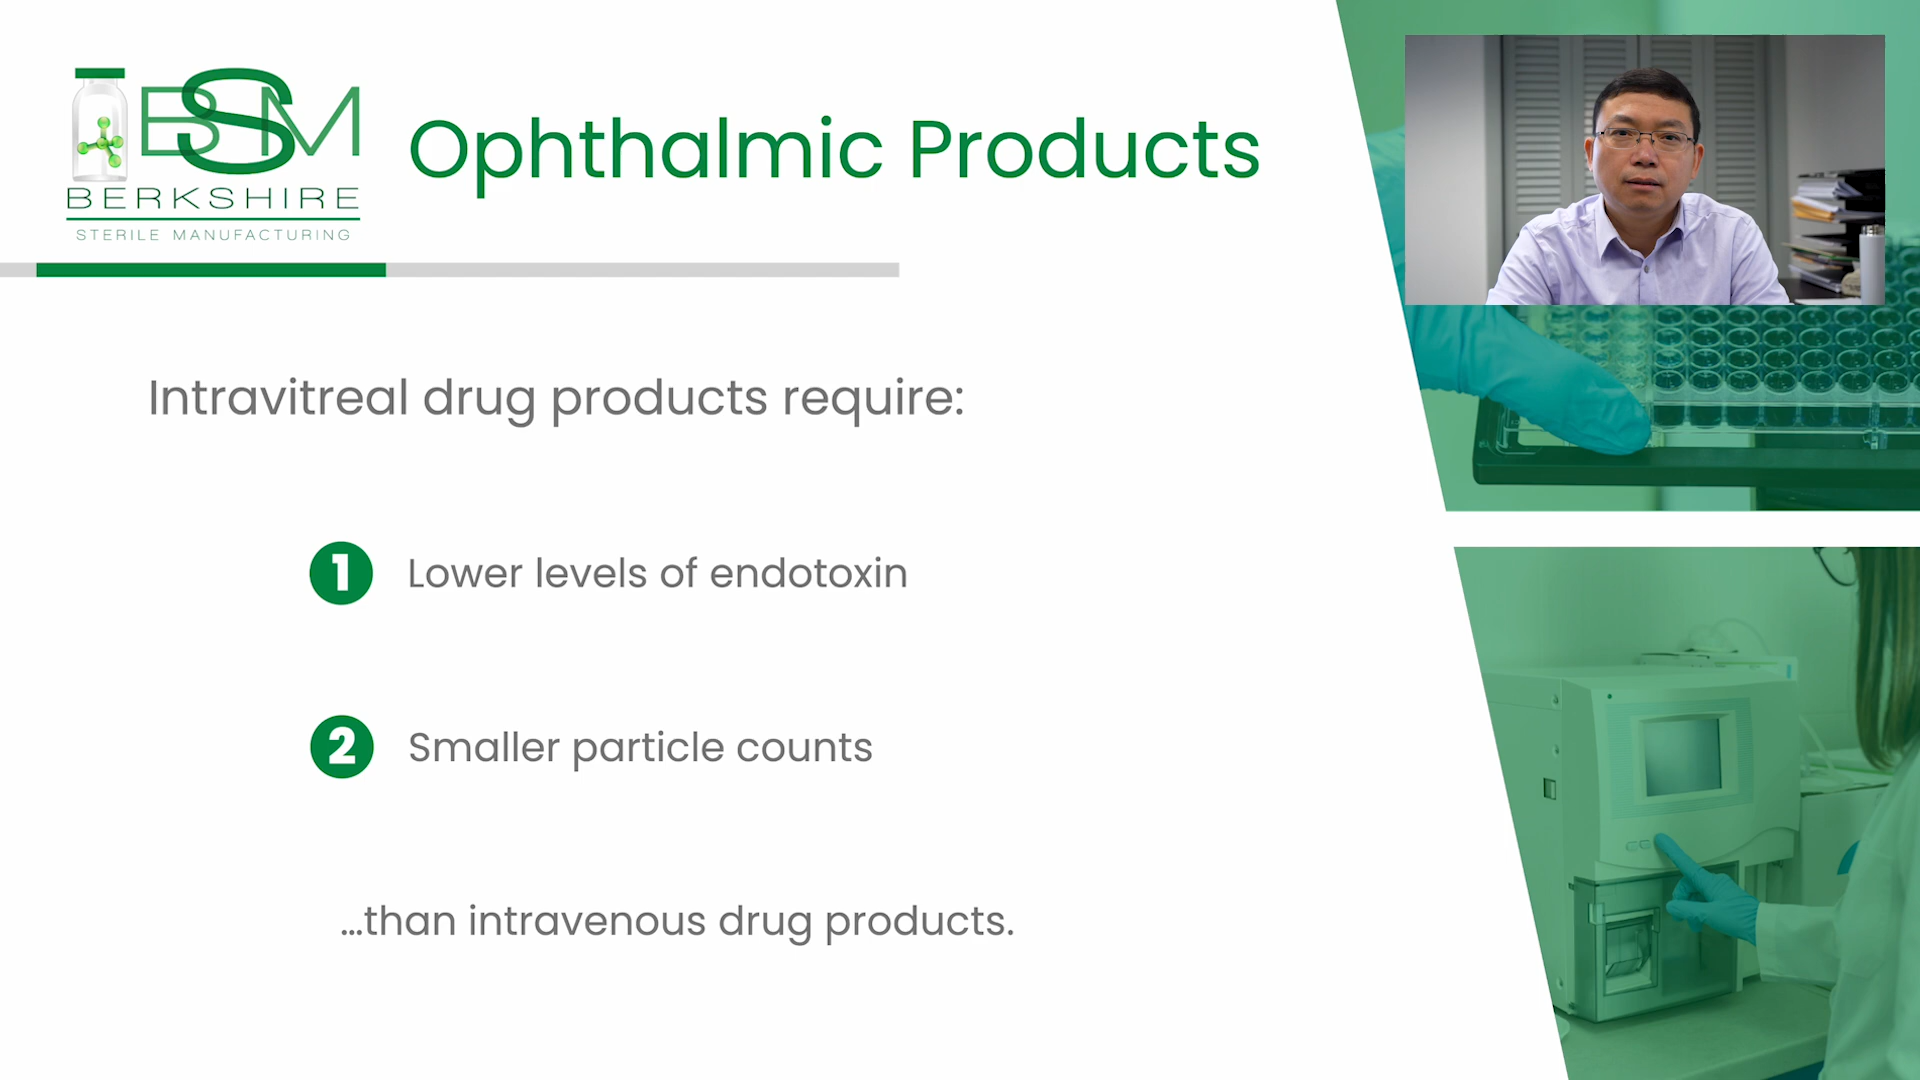 BSM
BERKSHIRE
STERILE MANUFACTURING
Ophthalmic Products
Intravitreal drug products require:
1 Lower levels of endotoxin
2 Smaller particle counts
...than intravenous drug products.